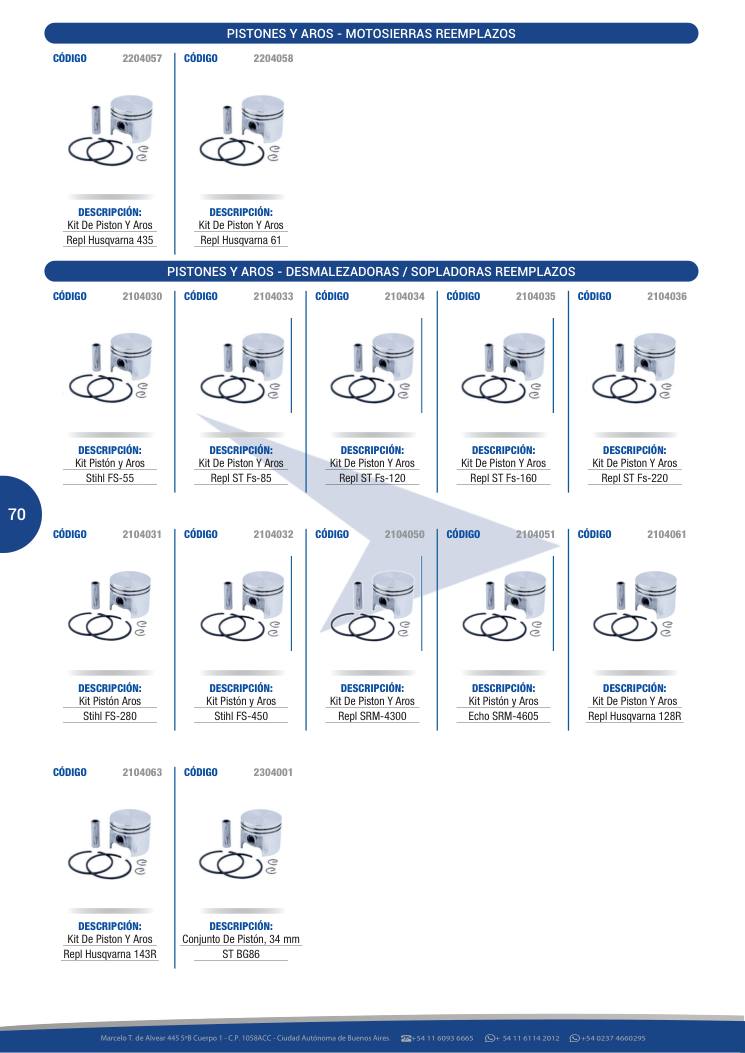 PISTONES Y AROS - MOTOSIERRAS REEMPLAZOS
CÓDIGO 2204057
CÓDIGO 2204058
DESCRIPCIÓN:
Kit De Piston Y Aros
Repl Husqvarna 435
DESCRIPCIÓN:
Kit De Piston Y Aros
Repl Husqvarna 61
PISTONES Y AROS - DESMALEZADORAS / SOPLADORAS REEMPLAZOS
CÓDIGO 2104030
CÓDIGO 2104033
CÓDIGO 2104034
CÓDIGO 2104035
CÓDIGO 2104036
DESCRIPCIÓN:
Kit Pistón y Aros
Stihl FS-55
DESCRIPCIÓN:
Kit De Piston Y Aros
Repl ST Fs-85
DESCRIPCIÓN:
Kit De Piston Y Aros
Repl ST Fs-120
DESCRIPCIÓN:
Kit De Piston Y Aros
Repl ST Fs-160
DESCRIPCIÓN:
Kit De Piston Y Aros
Repl ST Fs-220
70
CÓDIGO 2104031
CÓDIGO 2104032
CÓDIGO 2104050
CÓDIGO 2104051
CÓDIGO 2104061
DESCRIPCIÓN:
Kit Pistón Aros
Stihl FS-280
DESCRIPCIÓN:
Kit Pistón y Aros
Stihl FS-450
DESCRIPCIÓN:
Kit De Piston Y Aros
Repl SRM-4300
DESCRIPCIÓN:
Kit Pistón y Aros
Echo SRM-4605
DESCRIPCIÓN:
Kit De Piston Y Aros
Repl Husqvarna 128R
CÓDIGO 2104063
CÓDIGO 2304001
DESCRIPCIÓN:
Kit De Piston Y Aros
Repl Husqvarna 143R
DESCRIPCIÓN:
Conjunto De Pistón, 34 mm
ST BG86
Marcelo T. de Alvear 445 5ºB Cuerpo 1 - C.P. 1058ACC - Ciudad Autónoma de Buenos Aires. +54 11 6093 6665 + 54 11 6114 2012 +54 0237 4660295